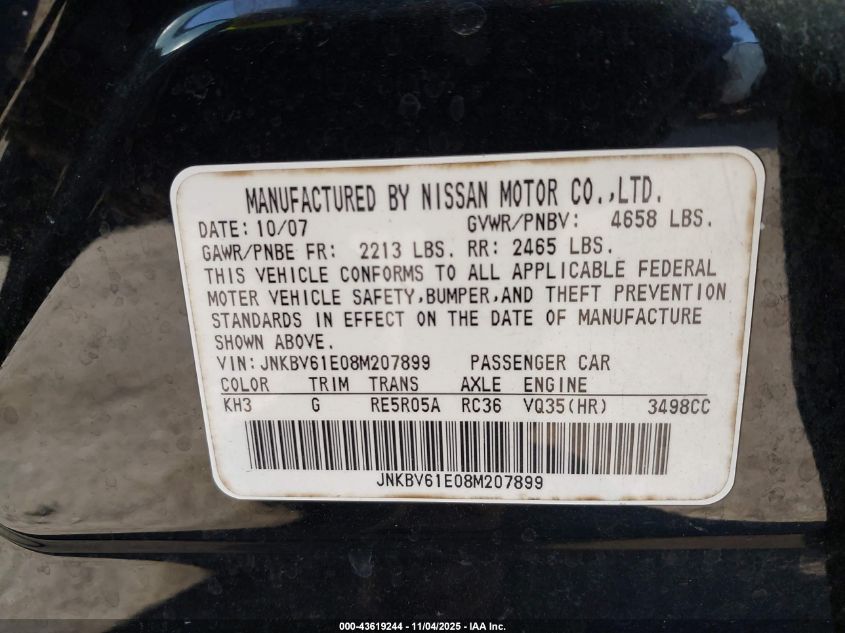 MANUFACTURED BY NISSAN MOTOR CO.,LTD.
DATE: 10/07 GVWR/PNBV: 4658 LBS.
GAWR/PNBE FR: 2213 LBS. RR: 2465 LBS.
THIS VEHICLE CONFORMS TO ALL APPLICABLE FEDERAL
MOTER VEHICLE SAFETY,BUMPER,AND THEFT PREVENTION
STANDARDS IN EFFECT ON THE DATE OF MANUFACTURE
SHOWN ABOVE.
VIN:JNKBV61E08M207899 PASSENGER CAR
COLOR TRIM TRANS AXLE ENGINE
KH3 G RE5R05A RC36 VQ35(HR) 3498CC
JNKBV61E08M207899
000-43619244 - 11/04/2025 - IAA Inc.